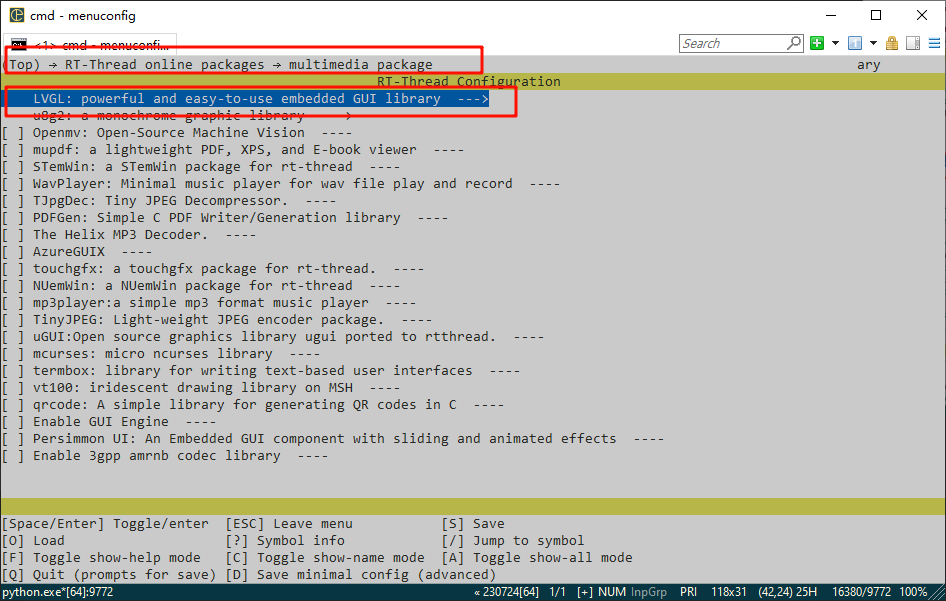 cmd - menuconfig
<1> cmd - menuconfi...
Search
(Top) → RT-Thread online packages → multimedia package
ary
RT-Thread Configuration
LVGL: powerful and easy-to-use embedded GUI library --->
u8g2: a monochrome graphic library ---->
[ ] Openmv: Open-Source Machine Vision ----
[ ] mupdf: a lightweight PDF, XPS, and E-book viewer ----
[ ] STemWin: a STemWin package for rt-thread ----
[ ] WavPlayer: Minimal music player for wav file play and record ----
[ ] TJpgDec: Tiny JPEG Decompressor. ----
[ ] PDFGen: Simple C PDF Writer/Generation library ----
[ ] The Helix MP3 Decoder. ----
[ ] AzureGUIX ----
[ ] touchgfx: a touchgfx package for rt-thread. ----
[ ] NUemWin: a NUemWin package for rt-thread ----
[ ] mp3player:a simple mp3 format music player ----
[ ] TinyJPEG: Light-weight JPEG encoder package. ----
[ ] uGUI:Open source graphics library ugui ported to rtthread. ----
[ ] mcurses: micro ncurses library ----
[ ] termbox: library for writing text-based user interfaces ----
[ ] vt100: iridescent drawing library on MSH ----
[ ] qrcode: A simple library for generating QR codes in C ----
[ ] Enable GUI Engine ----
[ ] Persimmon UI: An Embedded GUI component with sliding and animated effects ----
[ ] Enable 3gpp amrnb codec library ----
[Space/Enter] Toggle/enter [ESC] Leave menu [S] Save
[O] Load [?] Symbol info [/] Jump to symbol
[F] Toggle show-help mode [C] Toggle show-name mode [A] Toggle show-all mode
[Q] Quit (prompts for save) [D] Save minimal config (advanced)
python.exe*[64]:9772 « 230724[64] 1/1 [+] NUM InpGrp PRI 118x31 (42,24) 25H 16380/9772 100%